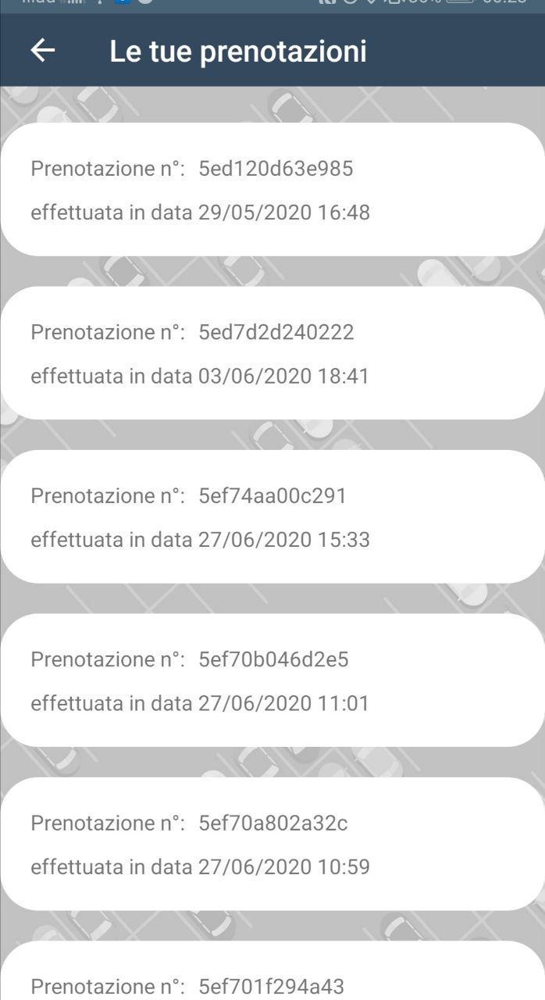 Le tue prenotazioni
Prenotazione n°: 5ed120d63e985
effettuata in data 29/05/2020 16:48
Prenotazione n°: 5ed7d2d240222
effettuata in data 03/06/2020 18:41
Prenotazione n°: 5ef74aa00c291
effettuata in data 27/06/2020 15:33
Prenotazione n°: 5ef70b046d2e5
effettuata in data 27/06/2020 11:01
Prenotazione n°: 5ef70a802a32c
effettuata in data 27/06/2020 10:59
Prenotazione n°: 5ef701f294a43